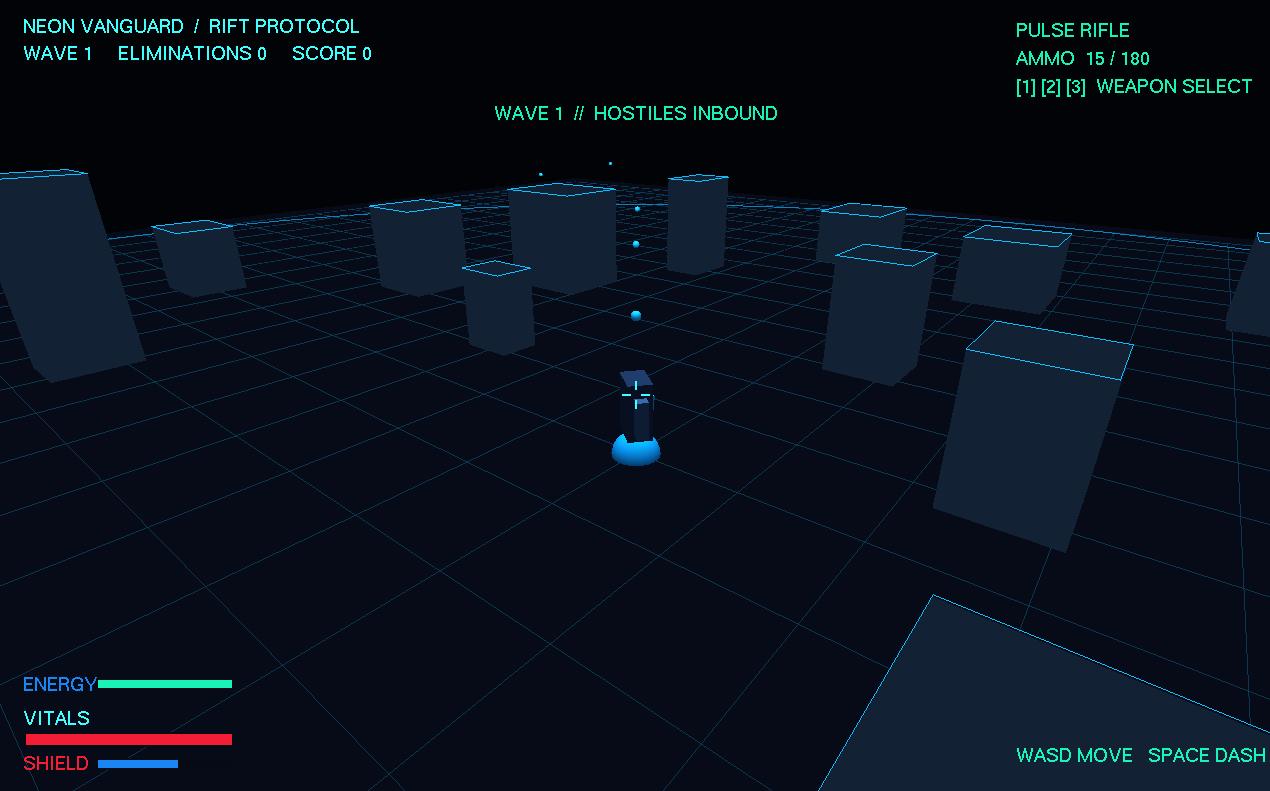 NEON VANGUARD / RIFT PROTOCOL
WAVE 1 ELIMINATIONS 0 SCORE 0
PULSE RIFLE
AMMO 15 / 180
[1] [2] [3] WEAPON SELECT
WAVE 1 // HOSTILES INBOUND
ENERGY
VITALS
SHIELD
WASD MOVE SPACE DASH